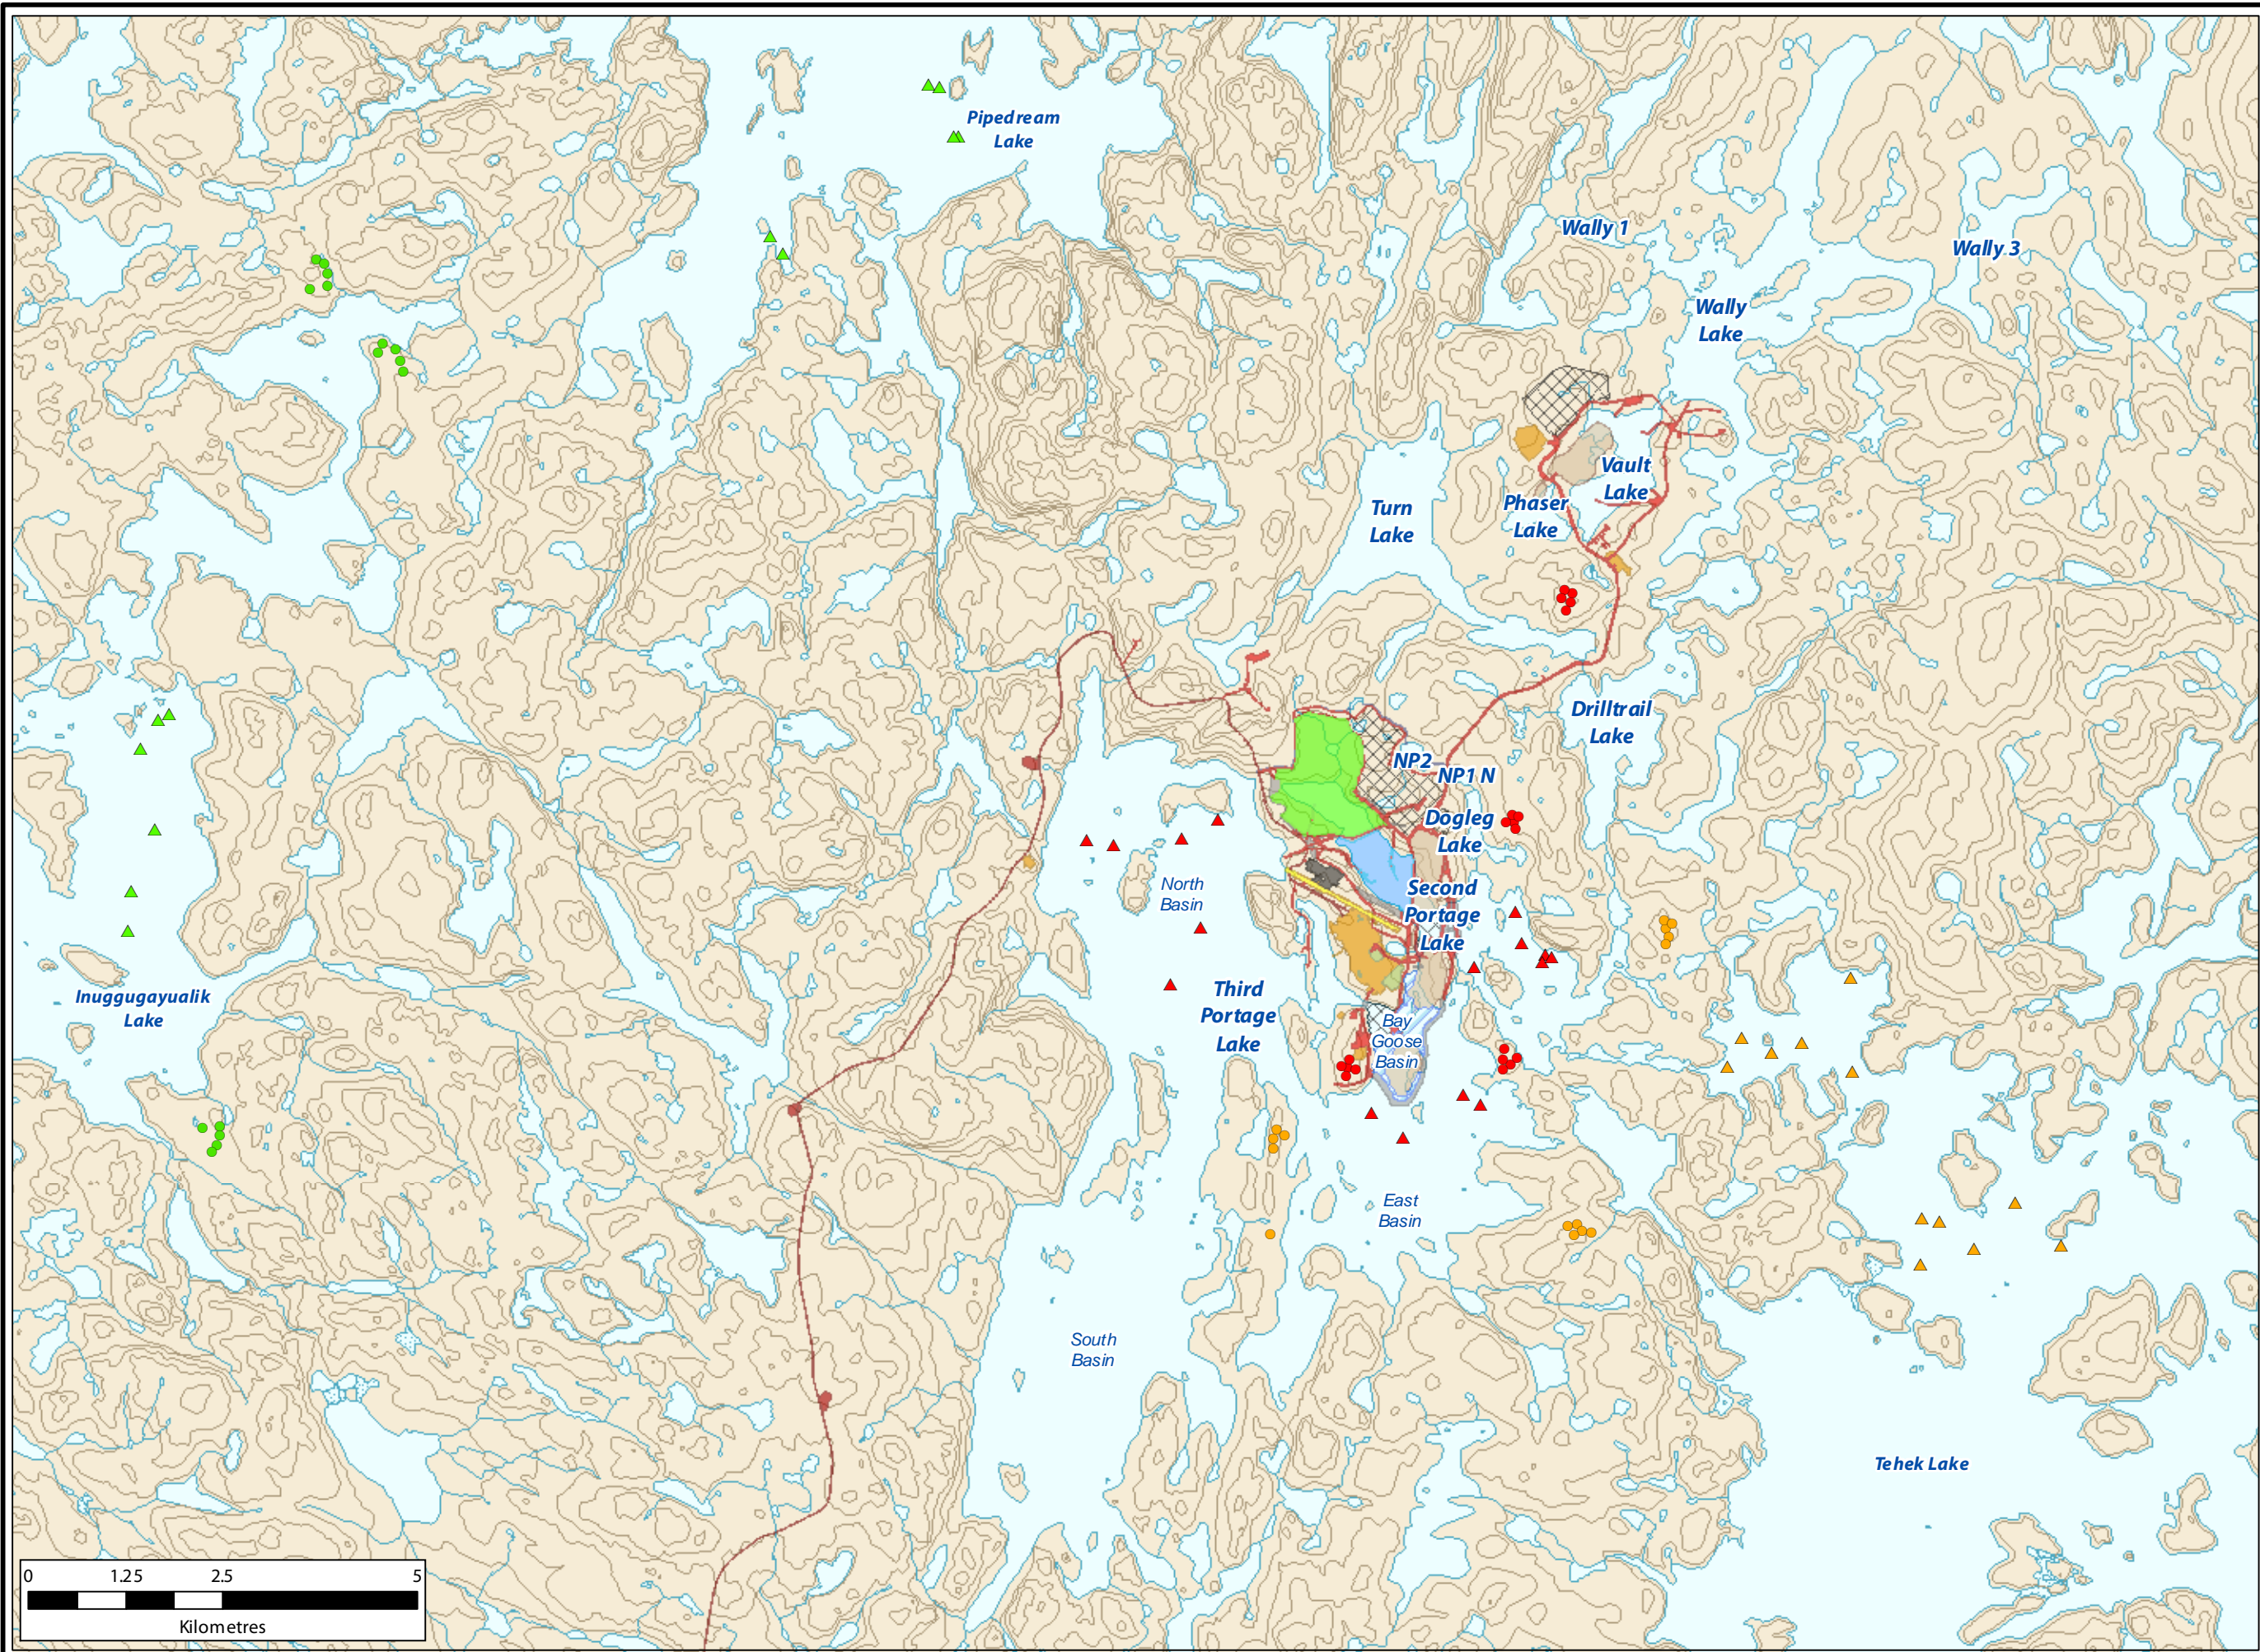 Pipedream
Lake
Wally 1
Wally 3
Wally
Lake
Vault
Lake
Phaser
Lake
Turn
Lake
Drilltrail
Lake
NP2
NP1 N
Dogleg
Lake
North
Basin
Second
Portage
Lake
Inuggugayualik
Lake
Third
Portage
Lake
Bay
Goose
Basin
East
Basin
South
Basin
Tehek Lake
0 1.25 2.5 5
Kilometres